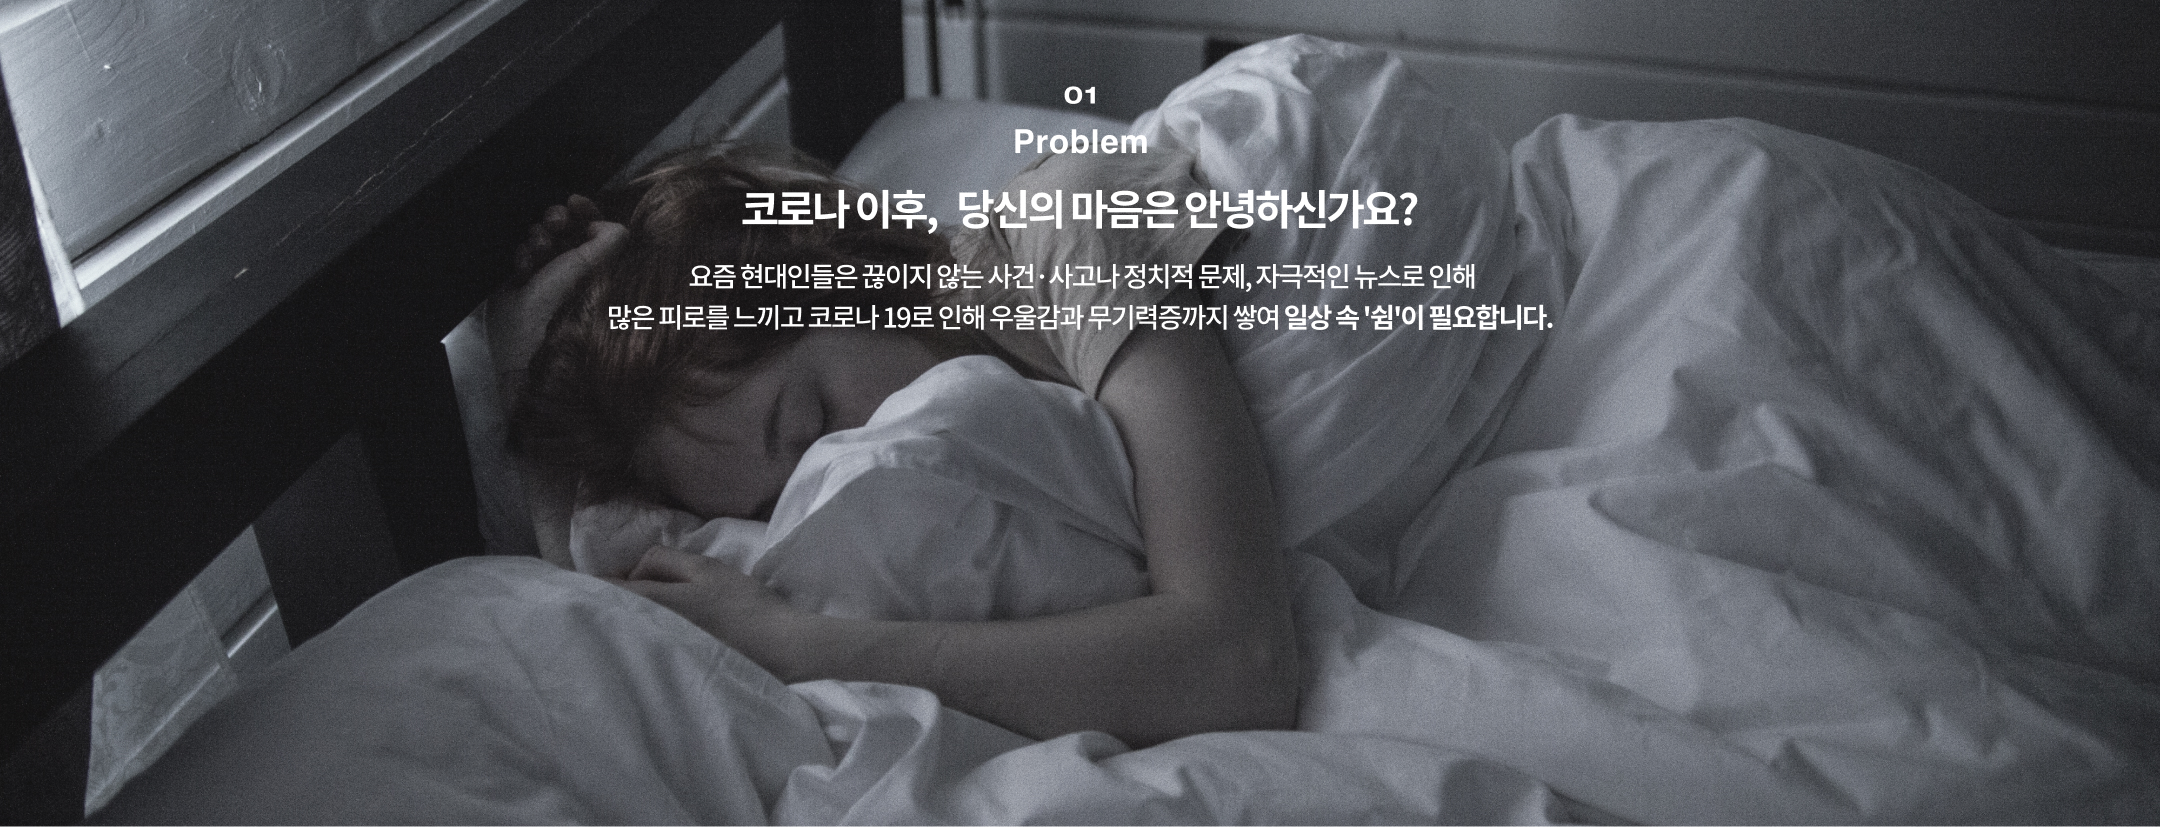 01
Problem
코로나 이후, 당신의 마음은 안녕하신가요?
요즘 현대인들은 끊이지 않는 사건·사고나 정치적 문제, 자극적인 뉴스로 인해
많은 피로를 느끼고 코로나 19로 인해 우울감과 무기력증까지 쌓여 일상 속 '쉼'이 필요합니다.